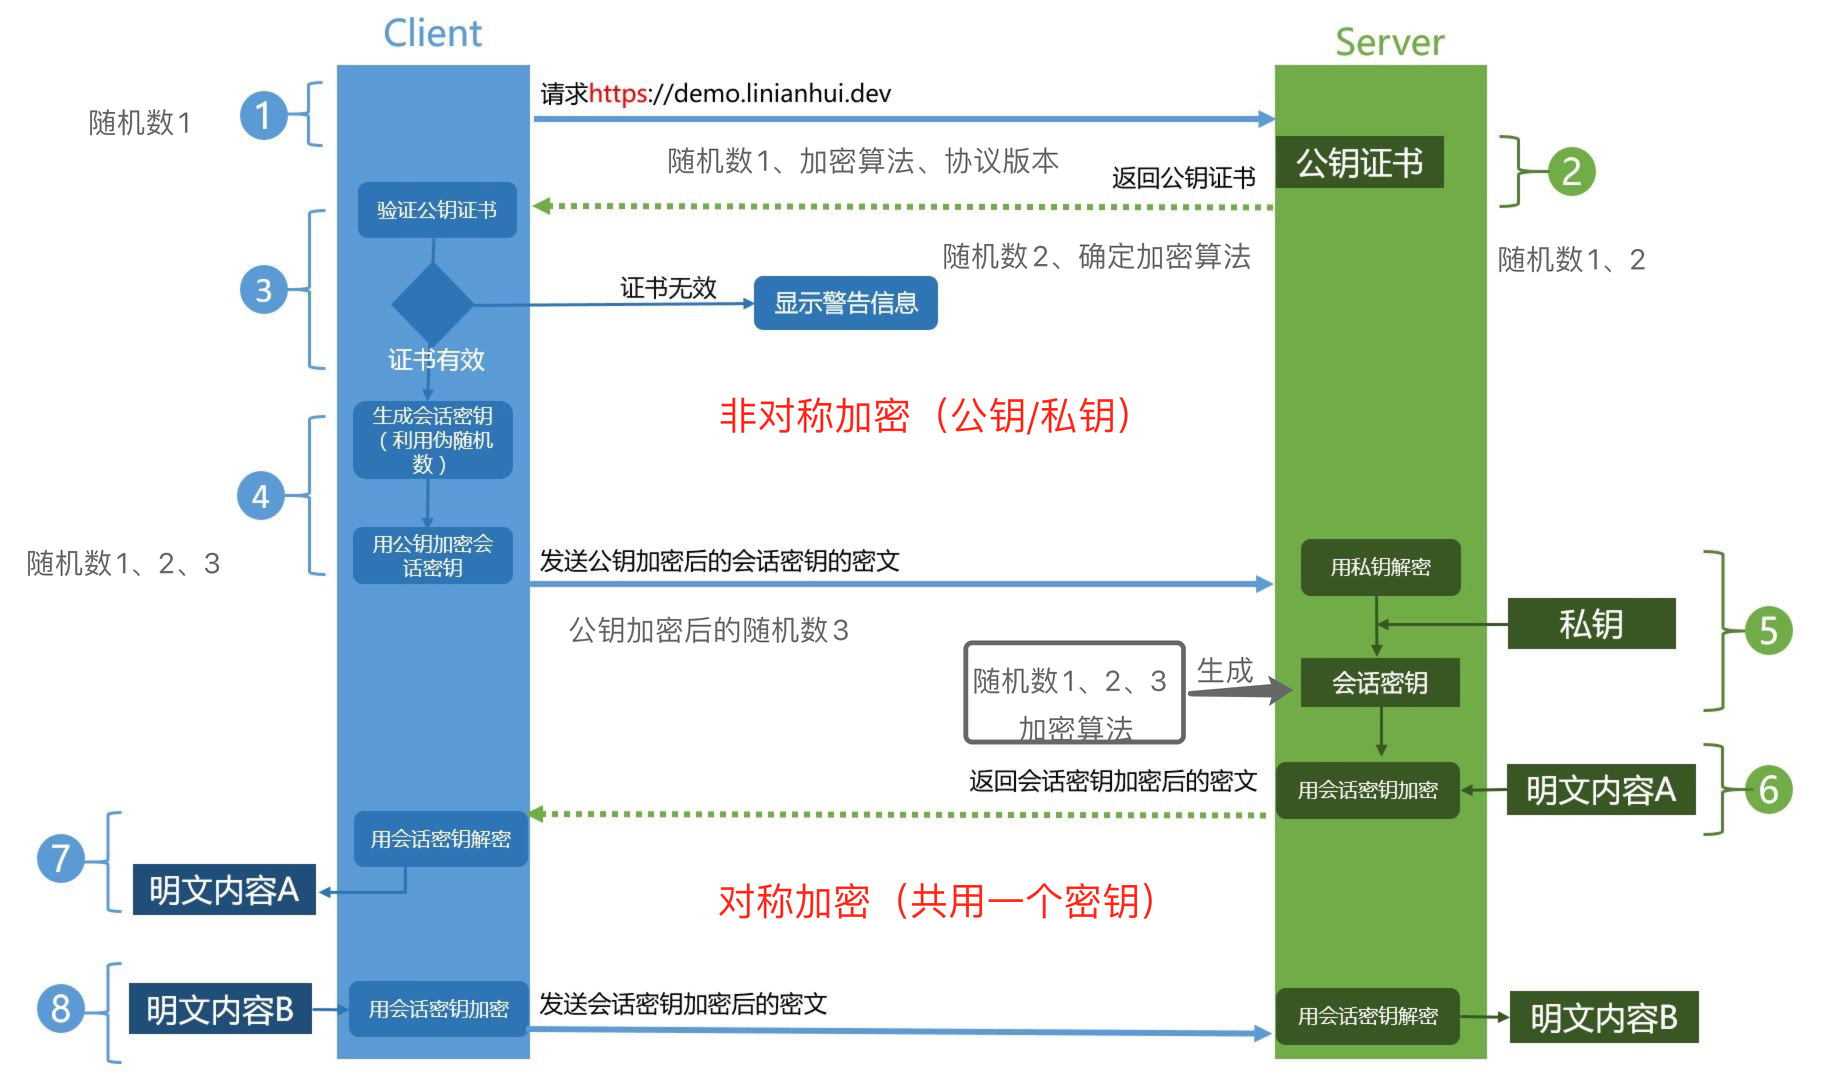 Client
Server
随机数1
1
请求https://demo.linianhui.dev
随机数1、加密算法、协议版本
公钥证书
2
返回公钥证书
验证公钥证书
随机数2、确定加密算法
随机数1、2
3
证书无效
显示警告信息
证书有效
非对称加密（公钥/私钥）
生成会话密钥
（利用伪随机
数）
4
用公钥加密会
话密钥
随机数1、2、3
发送公钥加密后的会话密钥的密文
用私钥解密
公钥加密后的随机数3
私钥
5
随机数1、2、3
加密算法
生成
会话密钥
返回会话密钥加密后的密文
用会话密钥加密
明文内容A
6
用会话密钥解密
7
明文内容A
对称加密（共用一个密钥）
8
明文内容B
用会话密钥加密
发送会话密钥加密后的密文
用会话密钥解密
明文内容B